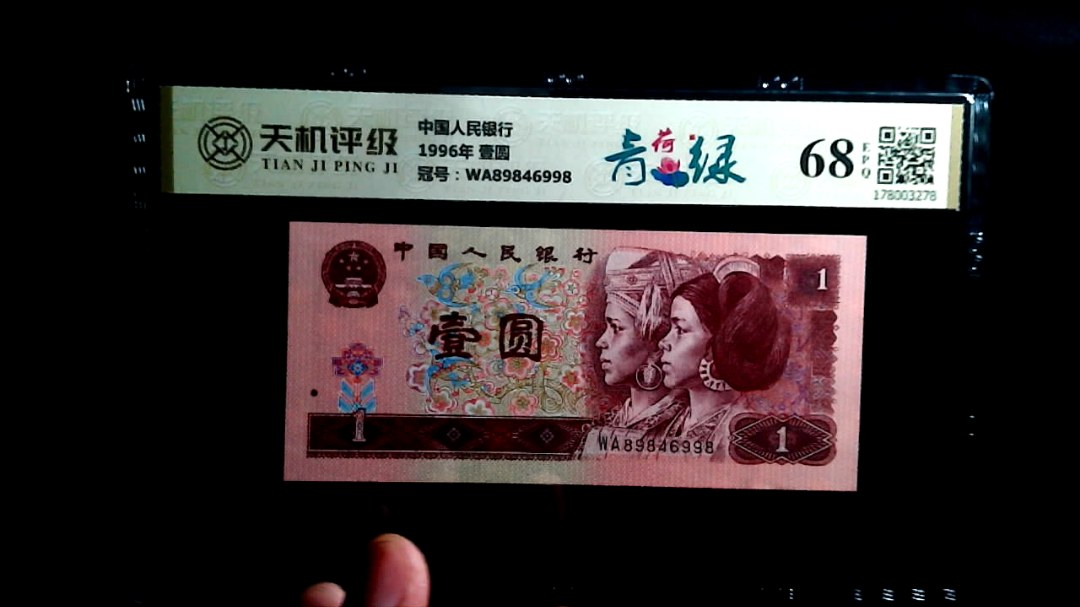 天机评级
TIAN JI PING JI
中国人民银行
1996年 壹圆
冠号：WA89846998
青荷绿
68
EPQ
178003278
中国人民银行
壹圆
1
1
WA89846998
1